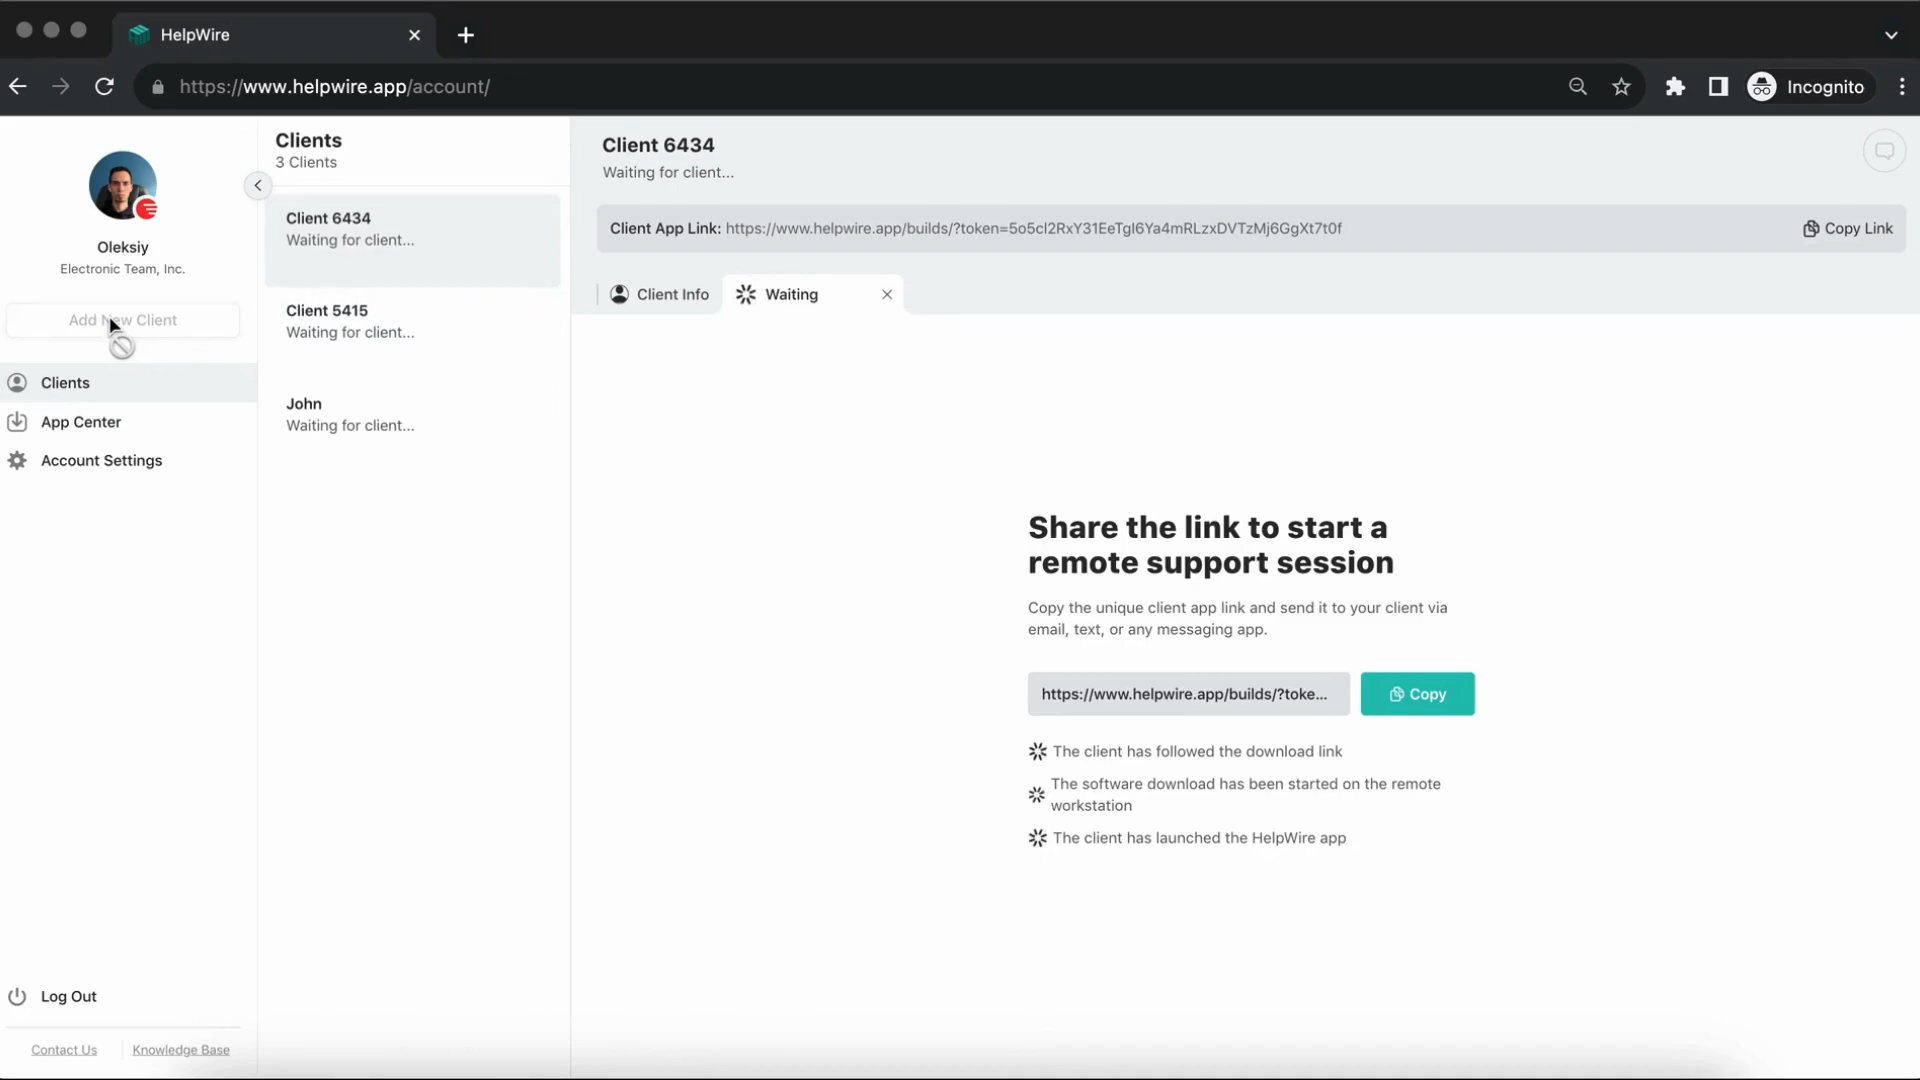 HelpWire
https://www.helpwire.app/account/
Incognito
Oleksiy
Electronic Team, Inc.
Add New Client
Clients
App Center
Account Settings
Log Out
Contact Us
Knowledge Base
Clients
3 Clients
Client 6434
Waiting for client...
Client 5415
Waiting for client...
John
Waiting for client...
Client 6434
Waiting for client...
Client App Link: https://www.helpwire.app/builds/?token=5o5cl2RxY31EeTgI6Ya4mRLzxDVTzMj6GgXt7t0f
Copy Link
Client Info
Waiting
Share the link to start a
remote support session
Copy the unique client app link and send it to your client via
email, text, or any messaging app.
https://www.helpwire.app/builds/?toke...
Copy
The client has followed the download link
The software download has been started on the remote
workstation
The client has launched the HelpWire app